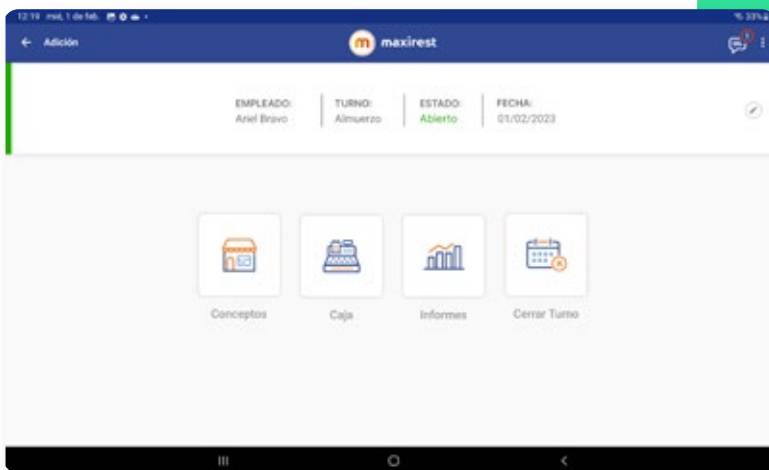 12:19 mié, 1 de feb.
33%
← Adición
m maxirest
EMPLEADO: TURNO: ESTADO: FECHA:
Ariel Bravo Almuerzo Abierto 01/02/2023
Conceptos Caja Informes Cerrar Turno